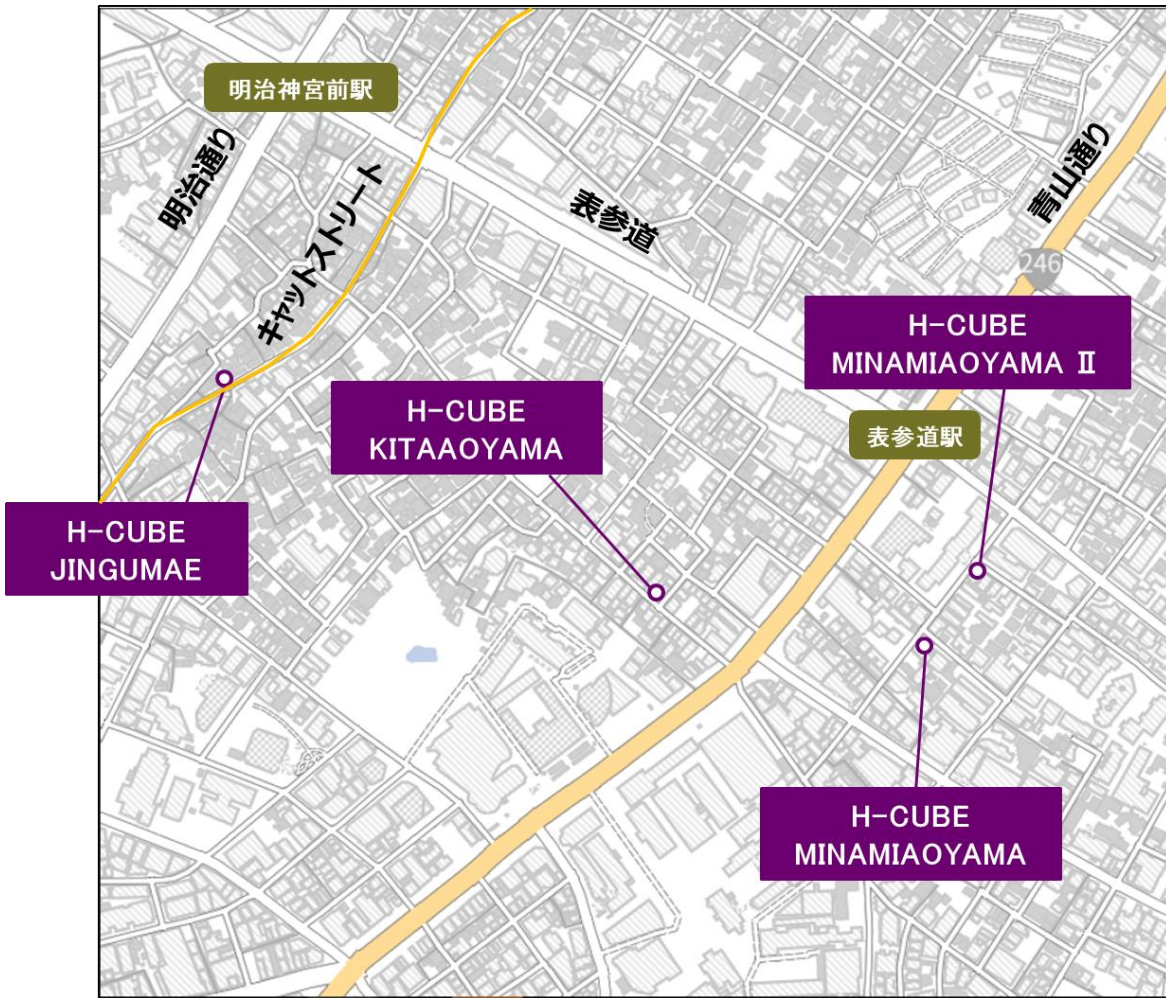 明治神宮前駅
明治通り
キャットストリート
表参道
青山通り
246
H-CUBE
MINAMIAOYAMA Ⅱ
H-CUBE
KITAAOYAMA
表参道駅
H-CUBE
JINGUMAE
H-CUBE
MINAMIAOYAMA